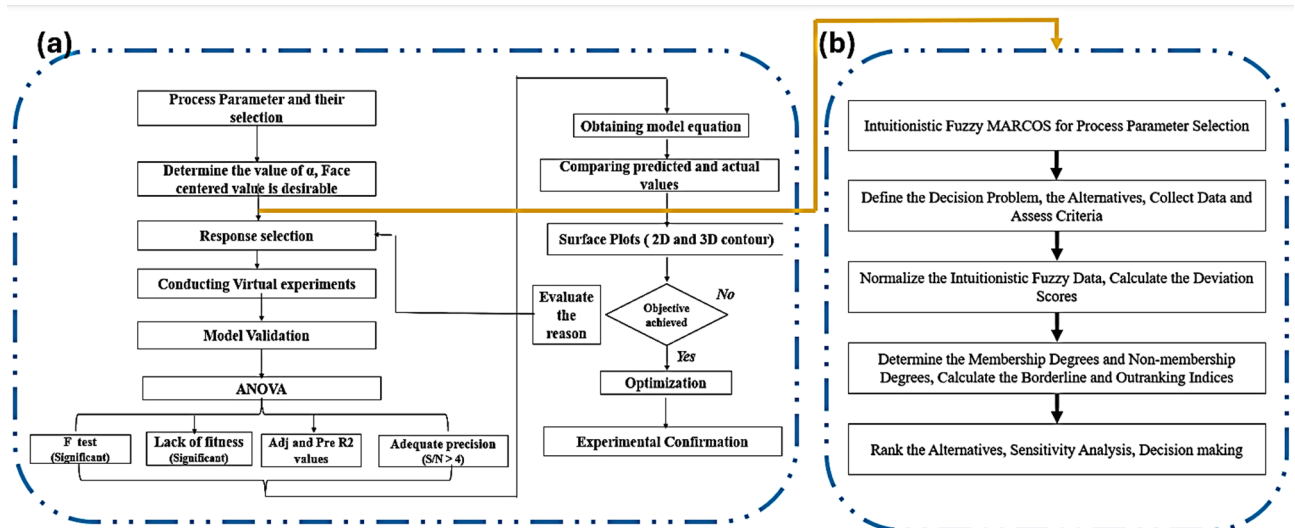 (a)
Process Parameter and their
selection
Determine the value of α, Face
centered value is desirable
Response selection
Conducting Virtual experiments
Model Validation
ANOVA
F test
(Significant)
Lack of fitness
(Significant)
Adj and Pre R2
values
Adequate precision
(S/N > 4)
Obtaining model equation
Comparing predicted and actual
values
Surface Plots ( 2D and 3D contour)
Objective
achieved
No
Evaluate
the
reason
Yes
Optimization
Experimental Confirmation
(b)
Intuitionistic Fuzzy MARCOS for Process Parameter Selection
Define the Decision Problem, the Alternatives, Collect Data and
Assess Criteria
Normalize the Intuitionistic Fuzzy Data, Calculate the Deviation
Scores
Determine the Membership Degrees and Non-membership
Degrees, Calculate the Borderline and Outranking Indices
Rank the Alternatives, Sensitivity Analysis, Decision making